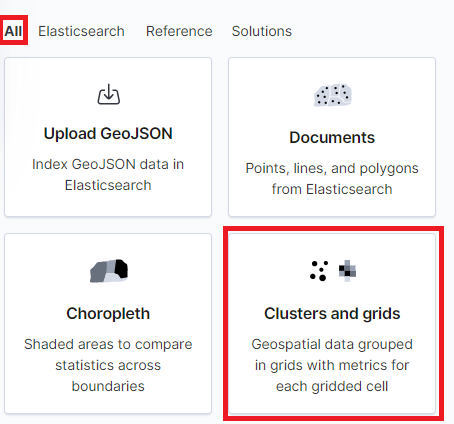 All Elasticsearch Reference Solutions
Upload GeoJSON
Index GeoJSON data in
Elasticsearch
Documents
Points, lines, and polygons
from Elasticsearch
Choropleth
Shaded areas to compare
statistics across
boundaries
Clusters and grids
Geospatial data grouped
in grids with metrics for
each gridded cell